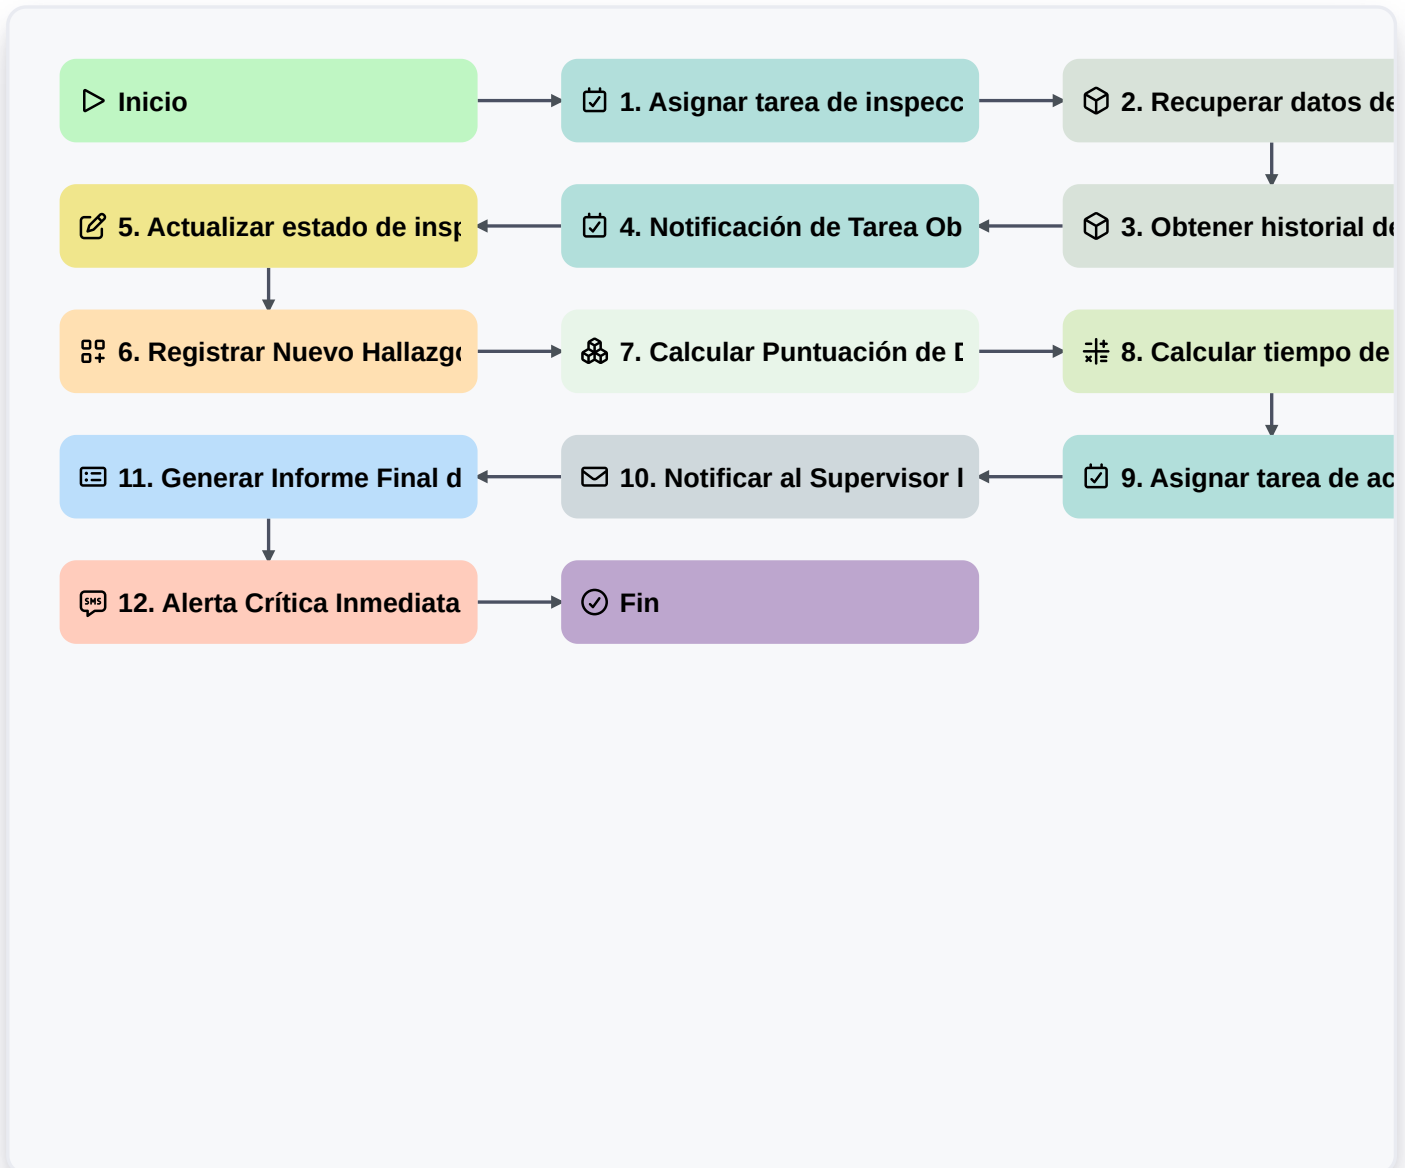 Inicio
1. Asignar tarea de inspecc
2. Recuperar datos de
5. Actualizar estado de insp
4. Notificación de Tarea Ob
3. Obtener historial de
6. Registrar Nuevo Hallazgo
7. Calcular Puntuación de
8. Calcular tiempo de
11. Generar Informe Final d
10. Notificar al Supervisor
9. Asignar tarea de ac
12. Alerta Crítica Inmediata
SMS
Fin